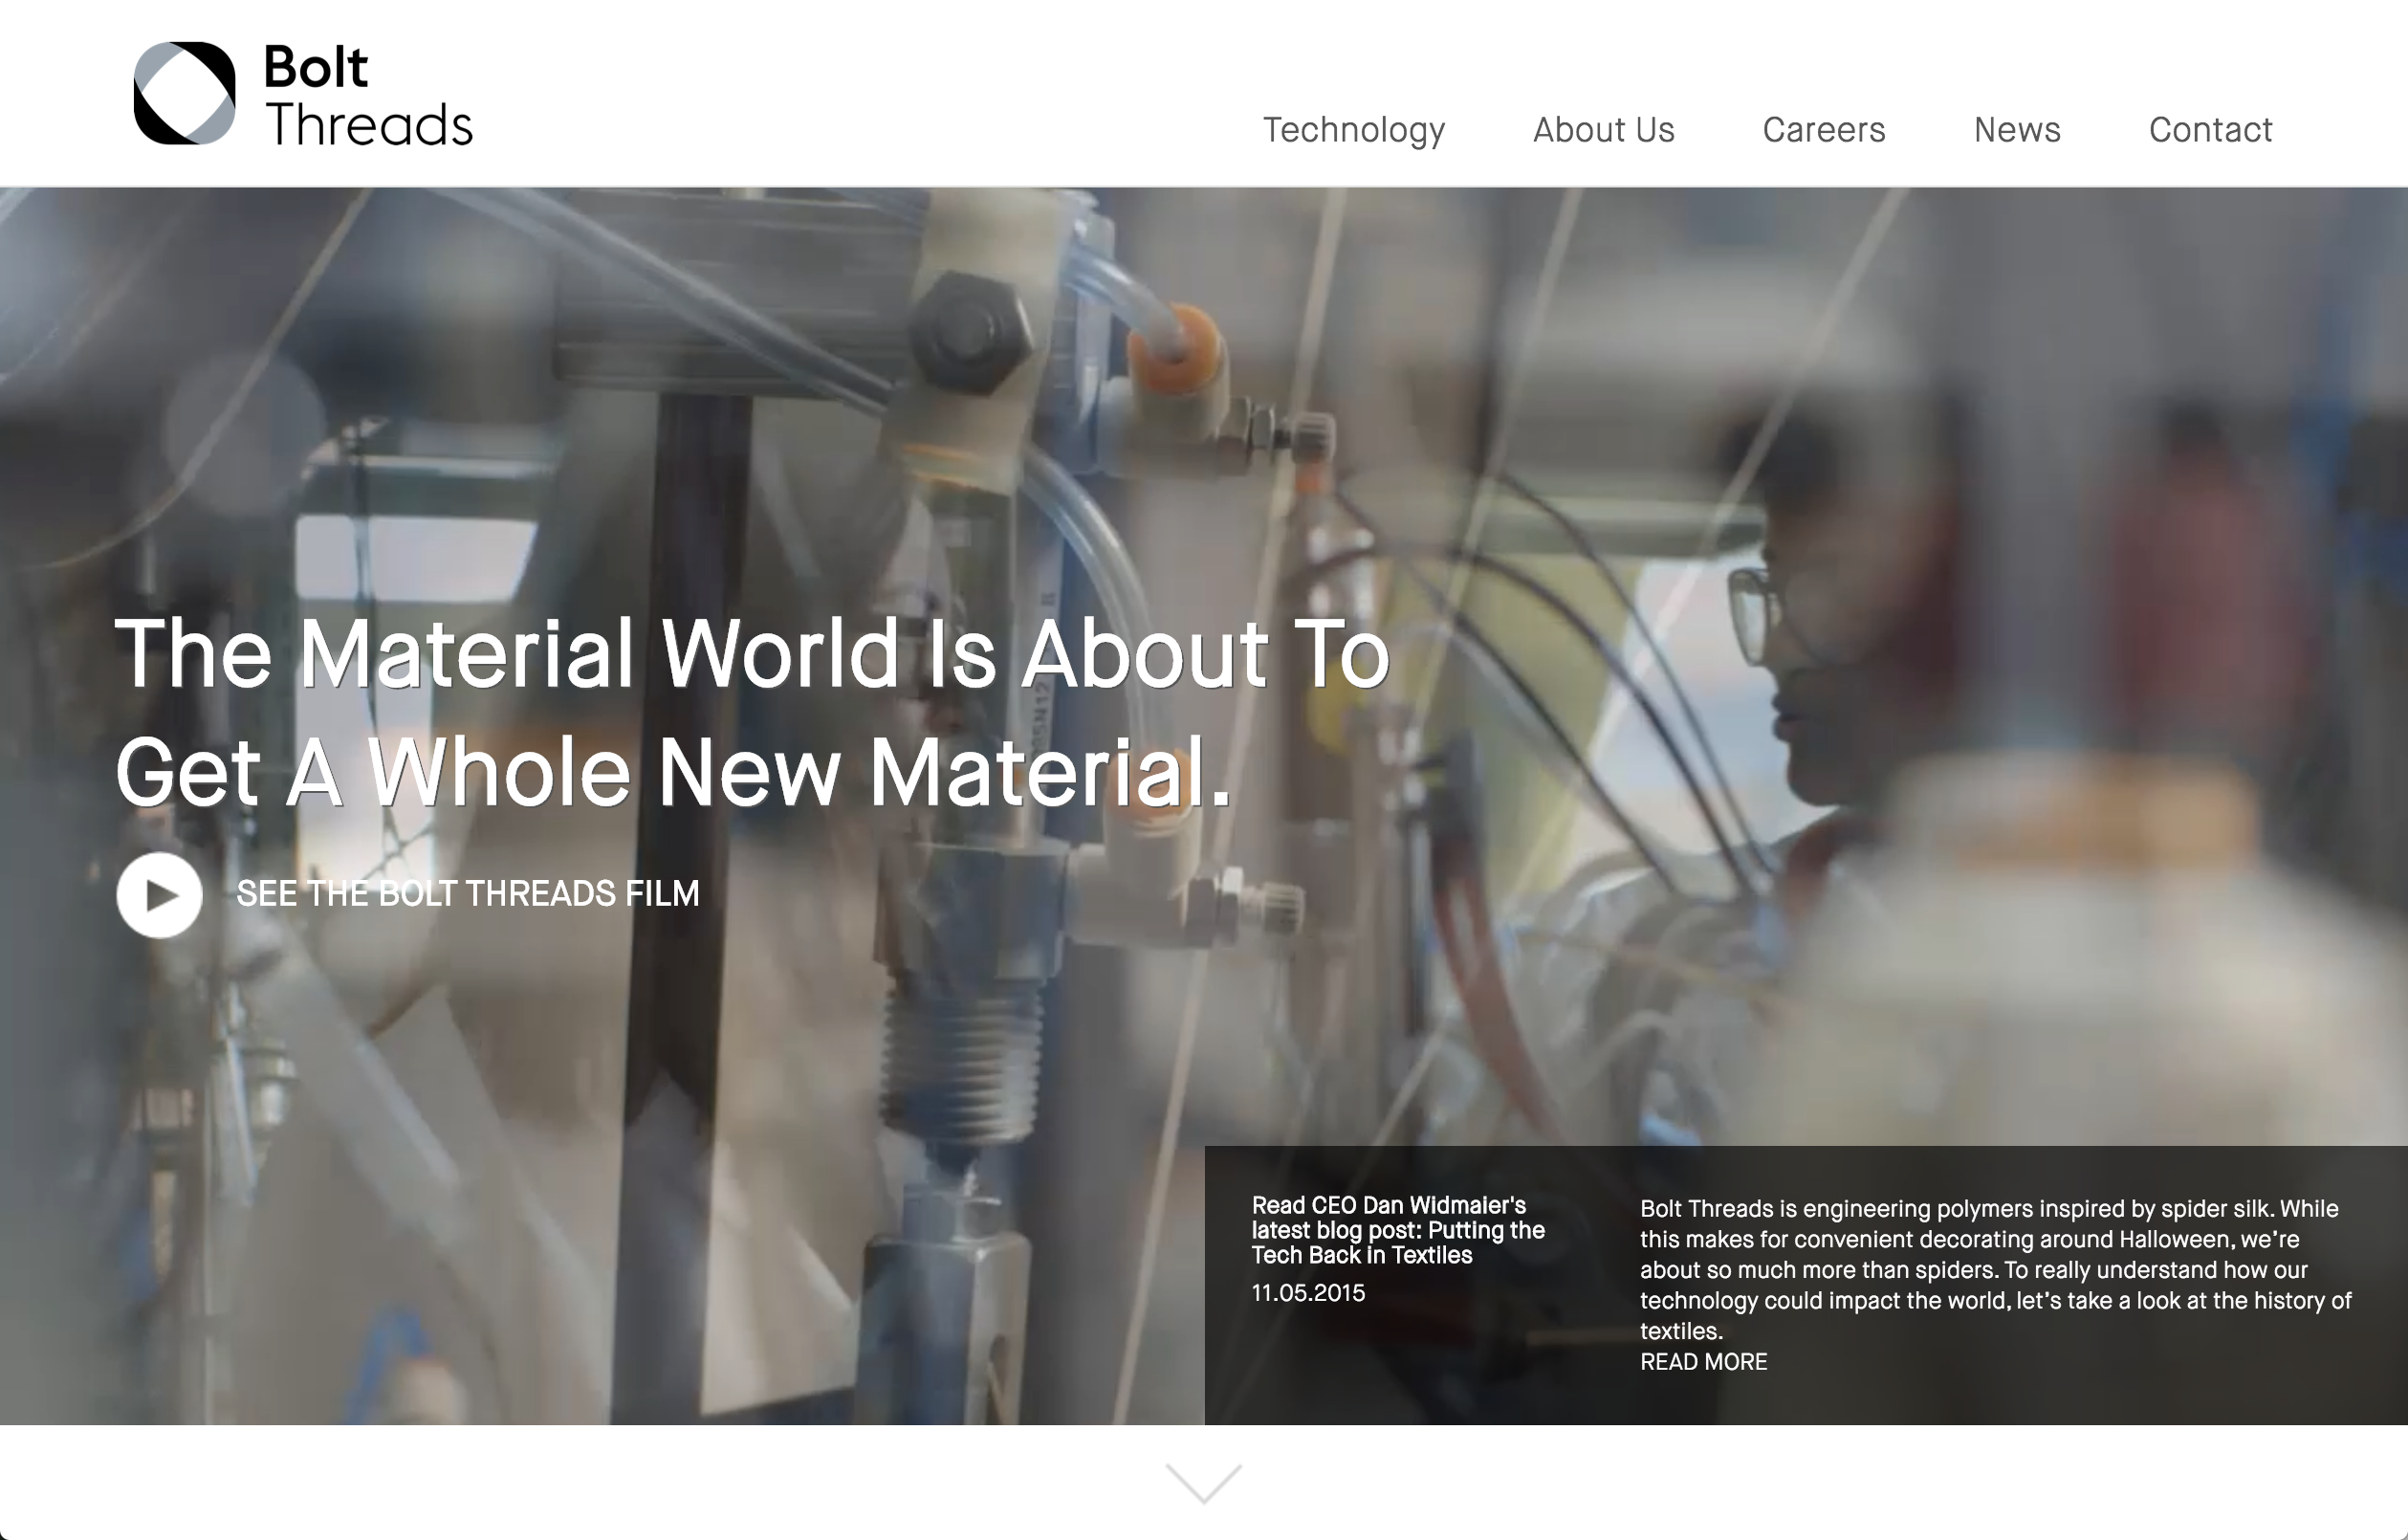 Bolt
Threads
Technology
About Us
Careers
News
Contact
The Material World Is About To
Get A Whole New Material.
SEE THE BOLT THREADS FILM
Read CEO Dan Widmaier's
latest blog post: Putting the
Tech Back in Textiles
11.05.2015
Bolt Threads is engineering polymers inspired by spider silk. While
this makes for convenient decorating around Halloween, we're
about so much more than spiders. To really understand how our
technology could impact the world, let's take a look at the history of
textiles.
READ MORE